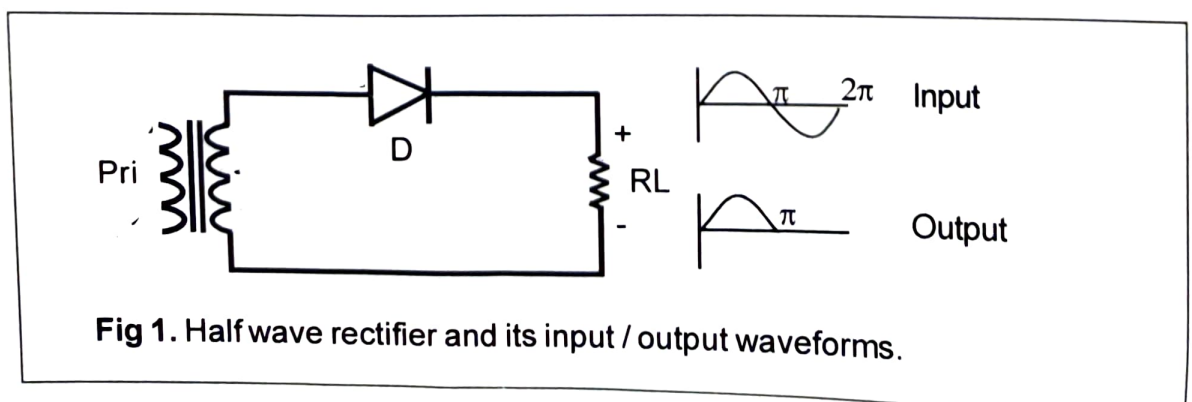 π
2π
Input
+
D
Pri
RL
-
π
Output
Fig 1. Half wave rectifier and its input / output waveforms.